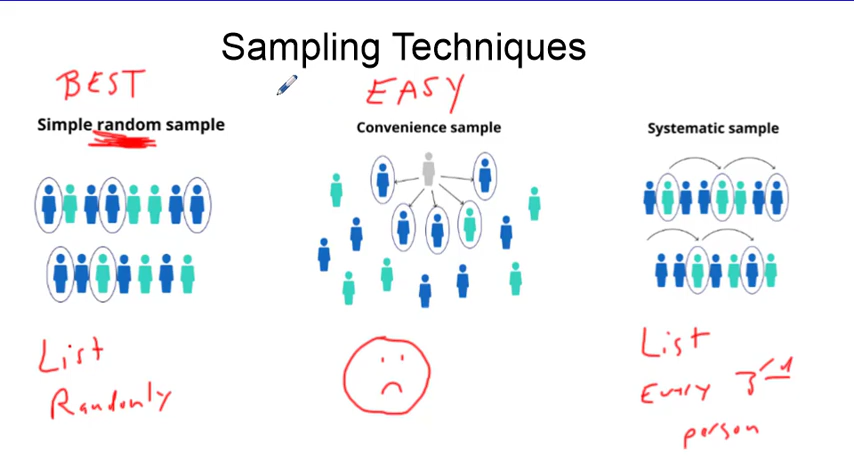 Sampling Techniques
BEST
EASY
Simple random sample
Convenience sample
Systematic sample
List
Randomly
List
Every 3rd
person